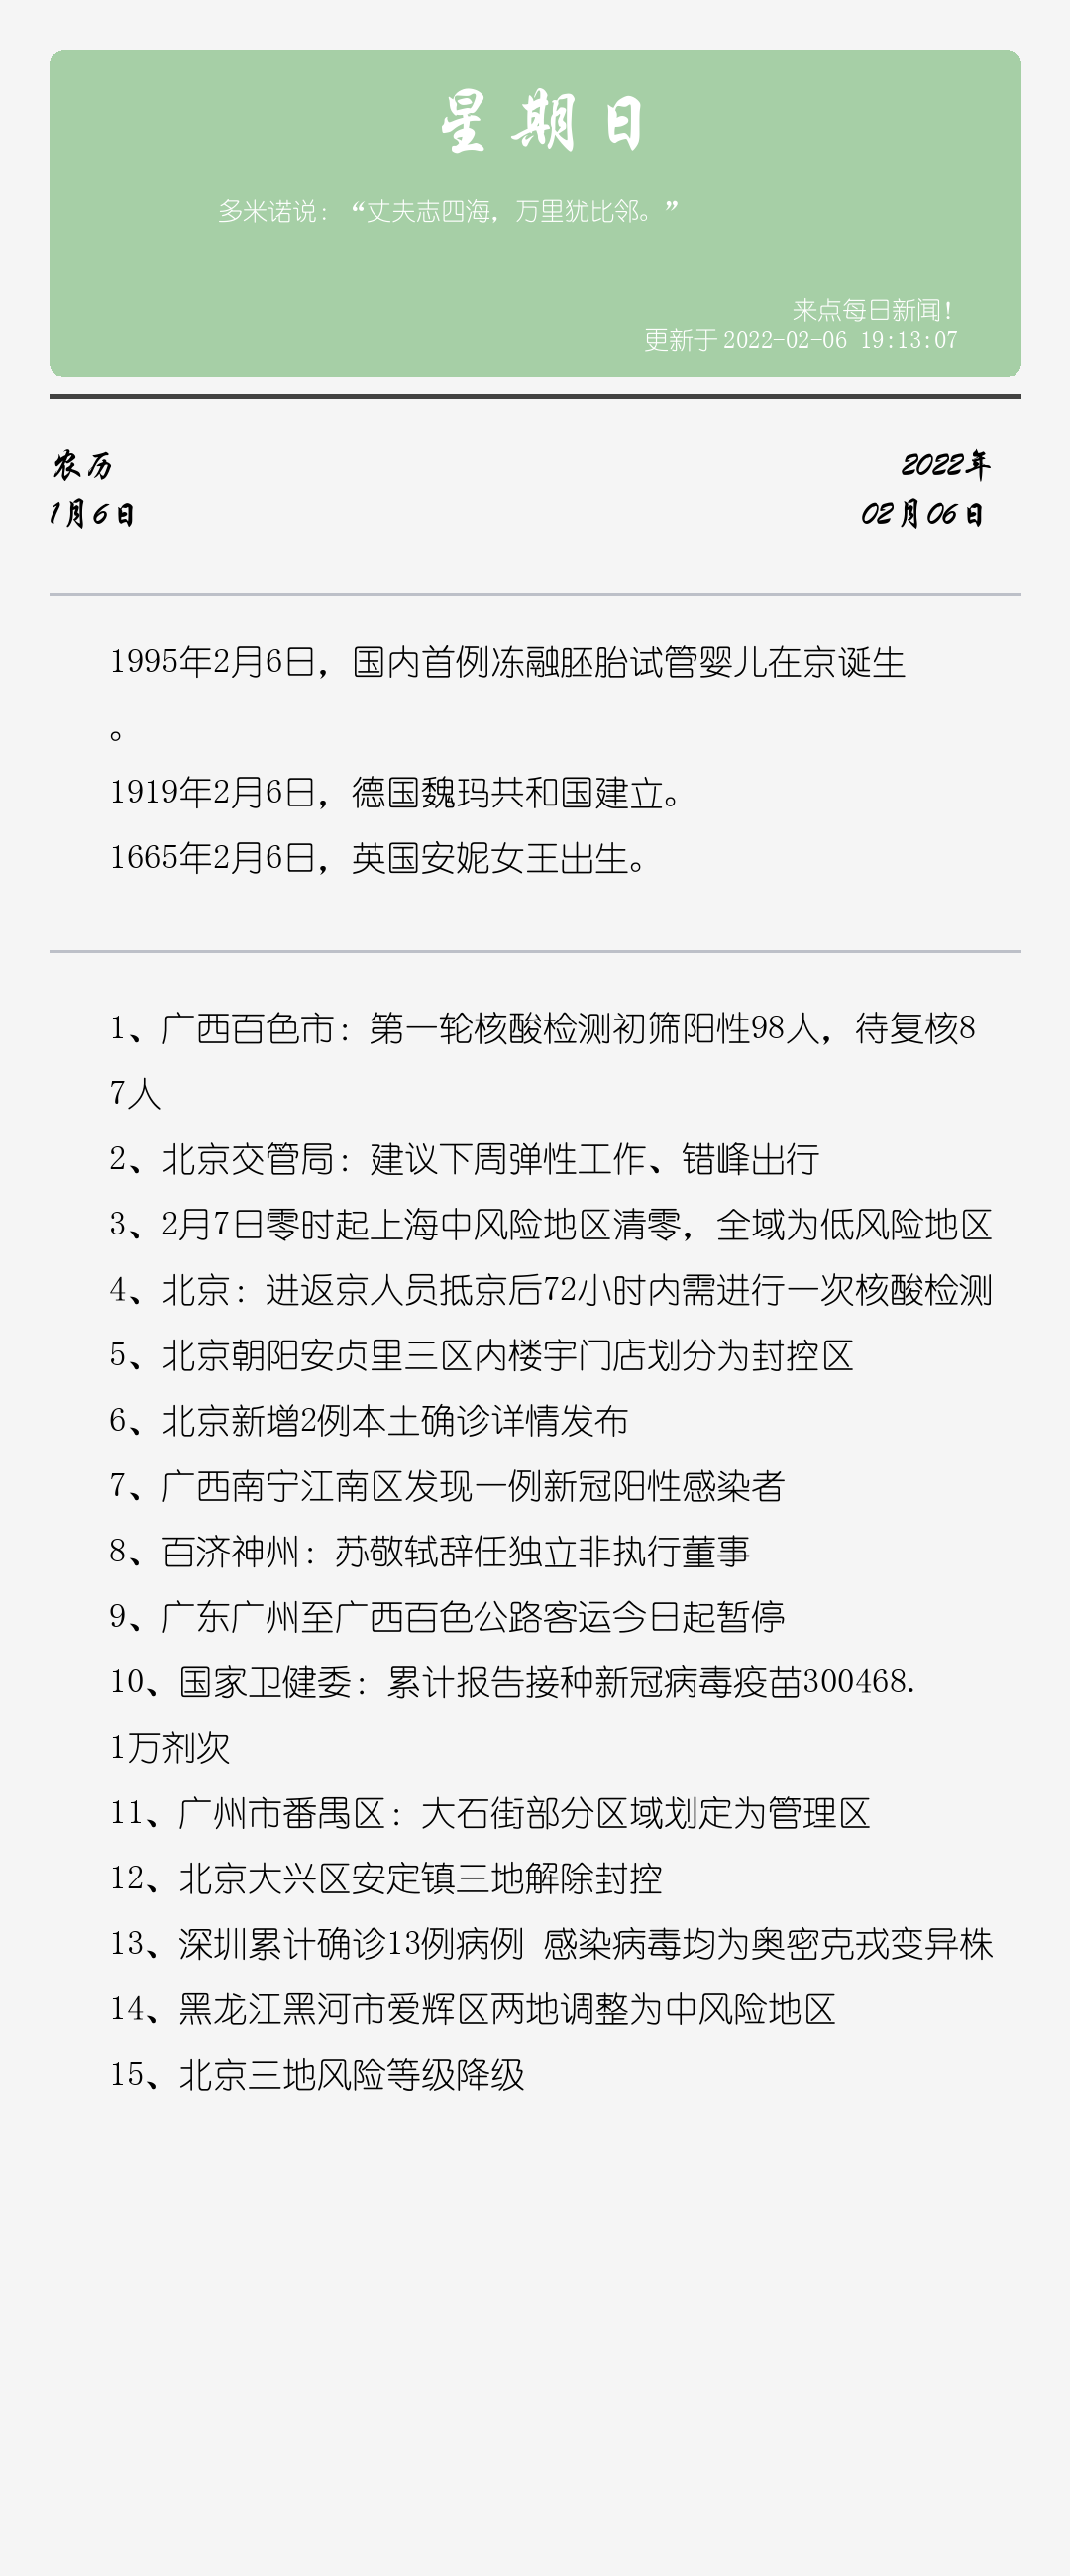 星期日
多米诺说：“丈夫志四海，万里犹比邻。”
来点每日新闻！
更新于2022-02-06 19:13:07
农历
2022年
1月6日
02月06日
1995年2月6日，国内首例冻融胚胎试管婴儿在京诞生
。
1919年2月6日，德国魏玛共和国建立。
1665年2月6日，英国安妮女王出生。
1、广西百色市：第一轮核酸检测初筛阳性98人，待复核8
7人
2、北京交管局：建议下周弹性工作、错峰出行
3、2月7日零时起上海中风险地区清零，全域为低风险地区
4、北京：进返京人员抵京后72小时内需进行一次核酸检测
5、北京朝阳安贞里三区内楼宇门店划分为封控区
6、北京新增2例本土确诊详情发布
7、广西南宁江南区发现一例新冠阳性感染者
8、百济神州：苏敬轼辞任独立非执行董事
9、广东广州至广西百色公路客运今日起暂停
10、国家卫健委：累计报告接种新冠病毒疫苗300468.
1万剂次
11、广州市番禺区：大石街部分区域划定为管理区
12、北京大兴区安定镇三地解除封控
13、深圳累计确诊13例病例 感染病毒均为奥密克戎变异株
14、黑龙江黑河市爱辉区两地调整为中风险地区
15、北京三地风险等级降级